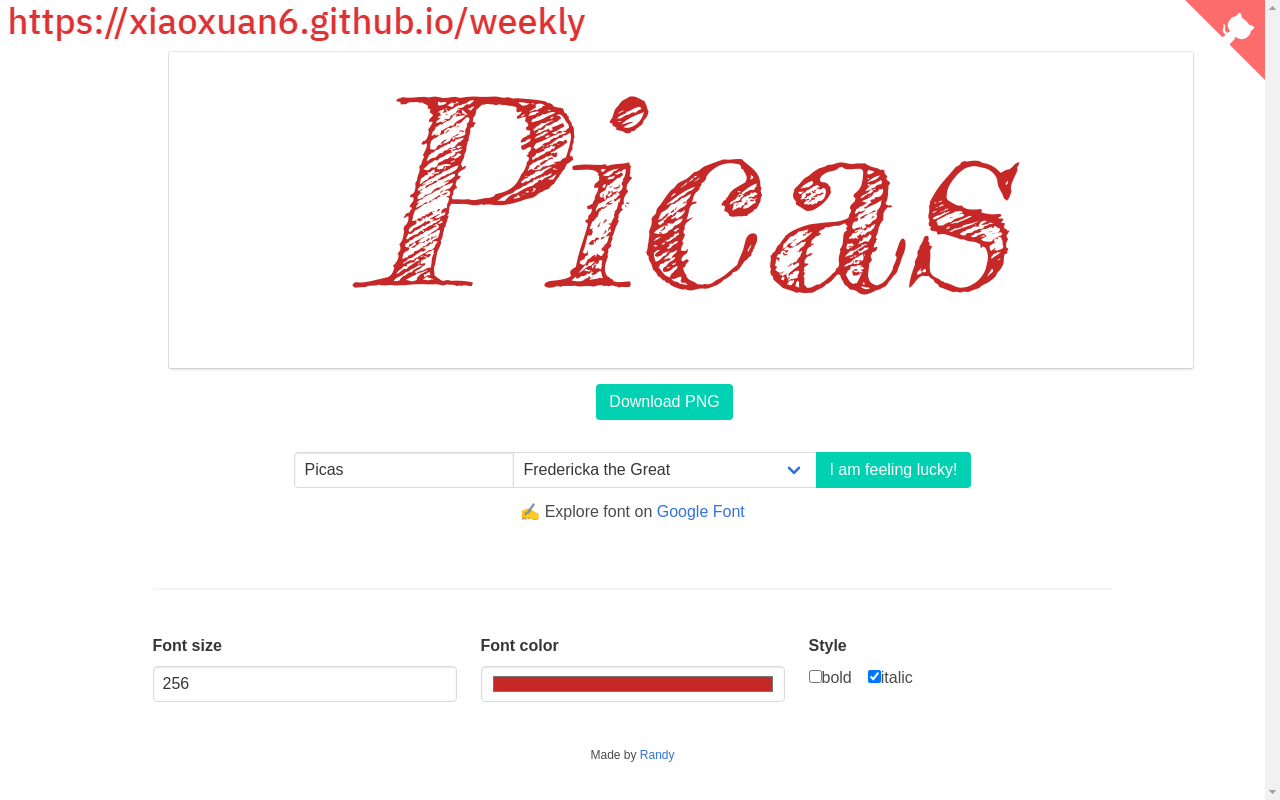 https://xiaoxuan6.github.io/weekly
Picas
Download PNG
Picas Fredericka the Great I am feeling lucky!
✍️ Explore font on Google Font
Font size Font color Style
256 bold italic
Made by Randy